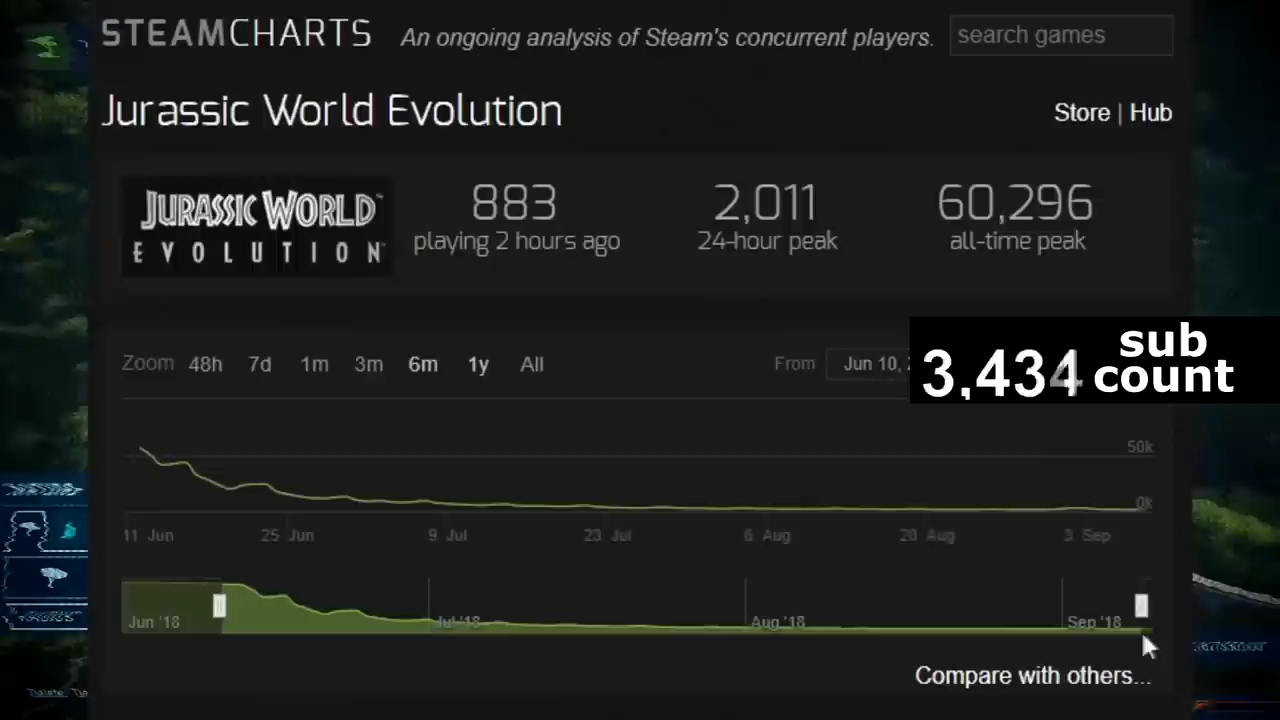 STEAMCHARTS An ongoing analysis of Steam's concurrent players. search games
Jurassic World Evolution Store | Hub
JURASSIC WORLD™
EVOLUTION
883 2,011 60,296
playing 2 hours ago 24-hour peak all-time peak
Zoom 48h 7d 1m 3m 6m 1y All From Jun 10,
3,434 sub count
50k
0k
11 Jun 25 Jun 9 Jul 23 Jul 6 Aug 20 Aug 3 Sep
Jun '18 Jul '18 Aug '18 Sep '18
Compare with others...